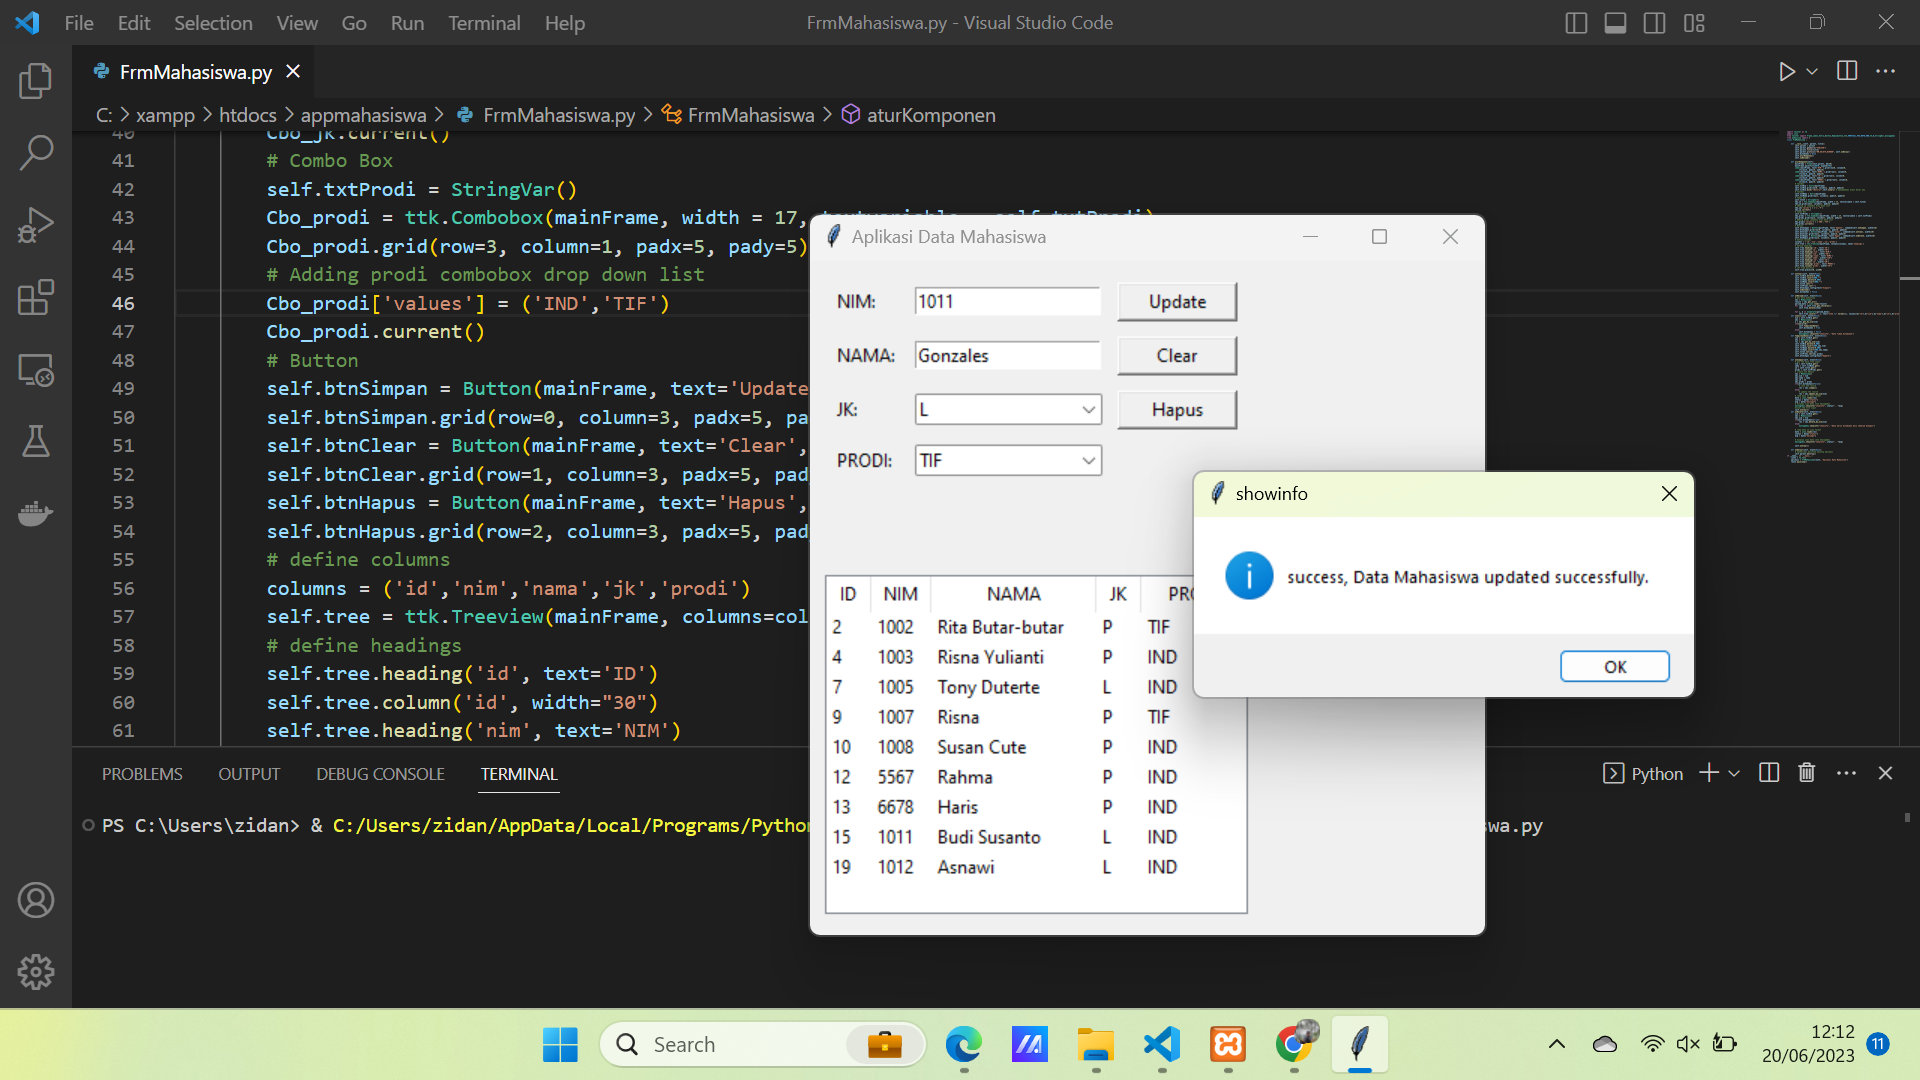 File Edit Selection View Go Run Terminal Help FrmMahasiswa.py - Visual Studio Code
FrmMahasiswa.py
C: > xampp > htdocs > appmahasiswa > FrmMahasiswa.py > FrmMahasiswa > aturKomponen
40 Cbo_jk.current()
41 # Combo Box
42 self.txtProdi = StringVar()
43 Cbo_prodi = ttk.Combobox(mainFrame, width = 17, textvariable = self.txtProdi)
44 Cbo_prodi.grid(row=3, column=1, padx=5, pady=5)
45 # Adding prodi combobox drop down list
46 Cbo_prodi['values'] = ('IND','TIF')
47 Cbo_prodi.current()
48 # Button
49 self.btnSimpan = Button(mainFrame, text='Update
50 self.btnSimpan.grid(row=0, column=3, padx=5, pa
51 self.btnClear = Button(mainFrame, text='Clear',
52 self.btnClear.grid(row=1, column=3, padx=5, pad
53 self.btnHapus = Button(mainFrame, text='Hapus',
54 self.btnHapus.grid(row=2, column=3, padx=5, pad
55 # define columns
56 columns = ('id','nim','nama','jk','prodi')
57 self.tree = ttk.Treeview(mainFrame, columns=col
58 # define headings
59 self.tree.heading('id', text='ID')
60 self.tree.column('id', width="30")
61 self.tree.heading('nim', text='NIM')
Aplikasi Data Mahasiswa
NIM: 1011 Update
NAMA: Gonzales Clear
JK: L Hapus
PRODI: TIF
ID NIM NAMA JK PRO
2 1002 Rita Butar-butar P TIF
4 1003 Risna Yulianti P IND
7 1005 Tony Duterte L IND
9 1007 Risna P TIF
10 1008 Susan Cute P IND
12 5567 Rahma P IND
13 6678 Haris P IND
15 1011 Budi Susanto L IND
19 1012 Asnawi L IND
showinfo
success, Data Mahasiswa updated successfully.
OK
PROBLEMS OUTPUT DEBUG CONSOLE TERMINAL Python
PS C:\Users\zidan> & C:/Users/zidan/AppData/Local/Programs/Python swa.py
Search
12:12
20/06/2023
11